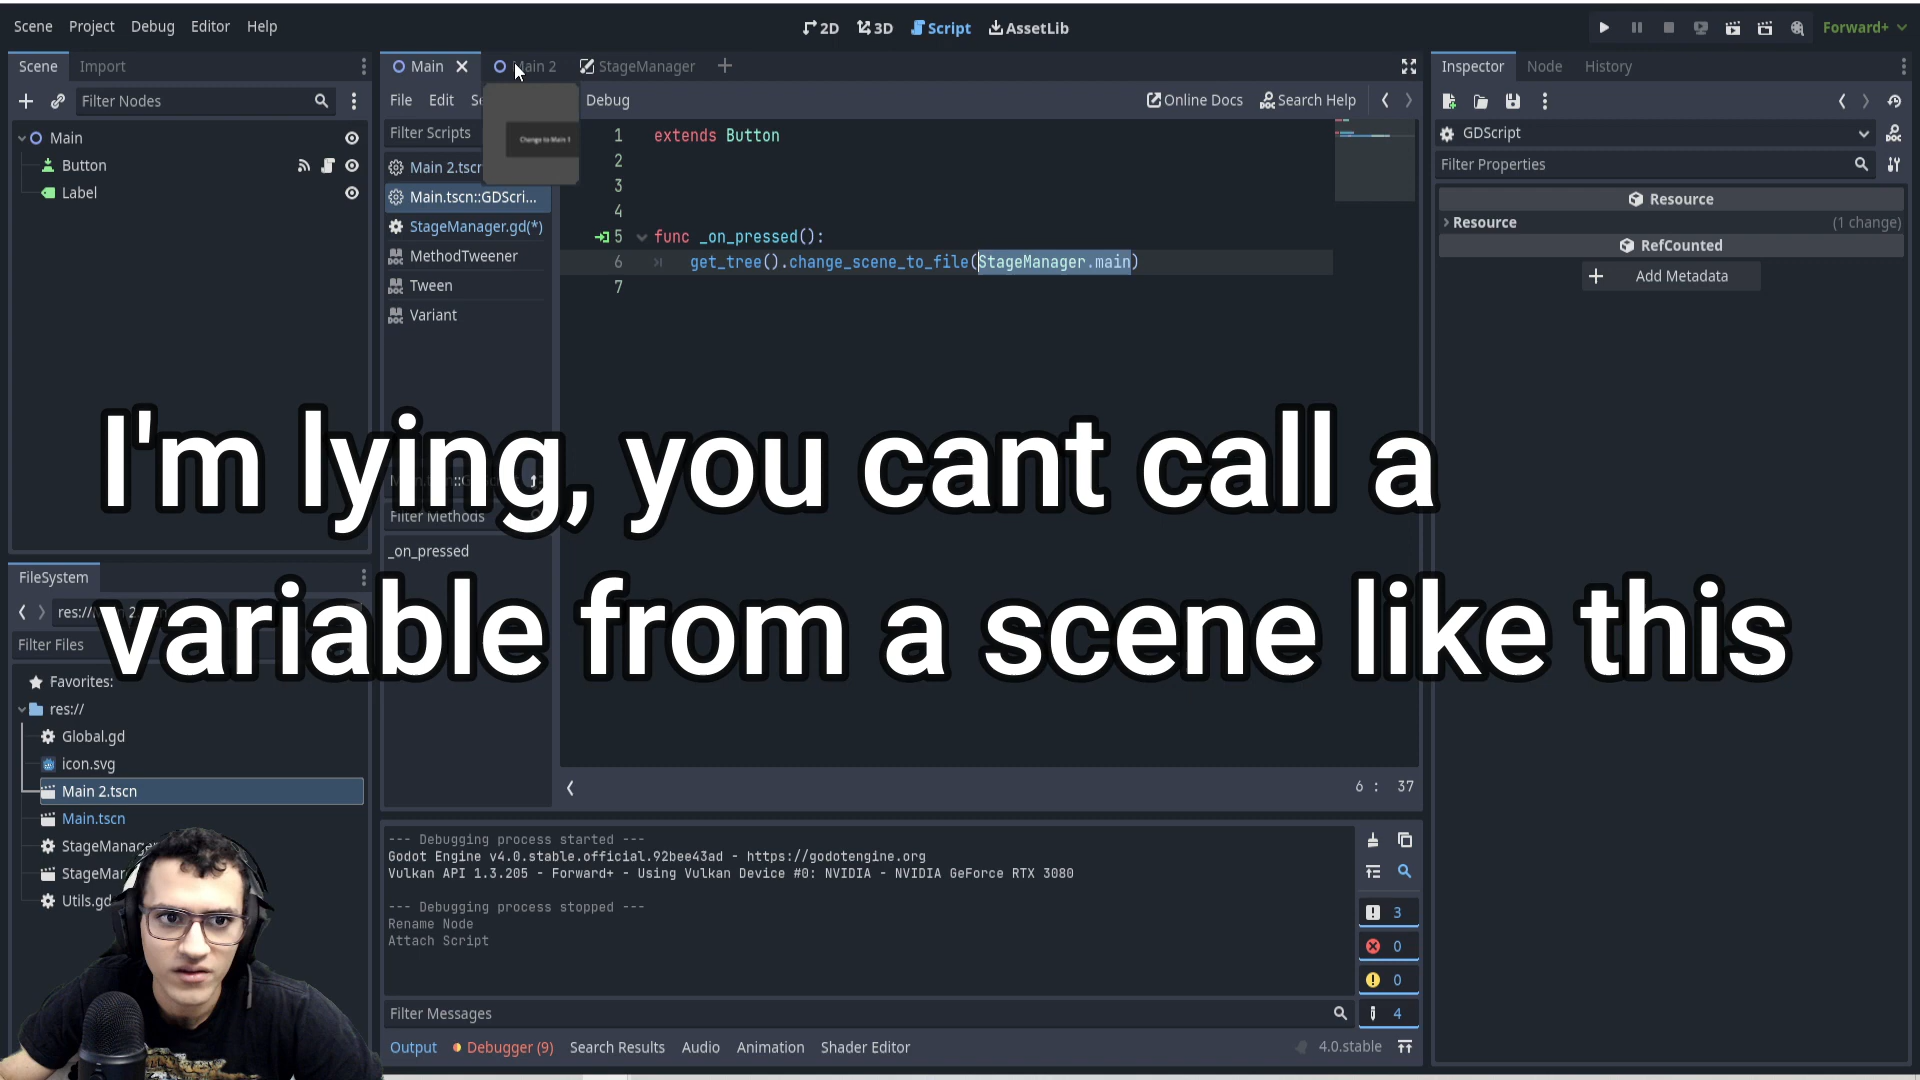 Scene Project Debug Editor Help
2D 3D Script AssetLib
Forward+
Scene Import
Main
Main 2
StageManager
Inspector Node History
Filter Nodes
File Edit Se
Debug
Online Docs Search Help
Filter Scripts
Change to Main 1
Main 2.tscn
Main.tscn::GDScri...
StageManager.gd(*)
MethodTweener
Tween
Variant
Main
Button
Label
1 extends Button
2
3
4
5 func _on_pressed():
6 get_tree().change_scene_to_file(StageManager.main)
7
GDScript
Filter Properties
Resource
Resource (1 change)
RefCounted
Add Metadata
I'm lying, you cant call a
variable from a scene like this
Filter Methods
_on_pressed
FileSystem
res://
Filter Files
Favorites:
res://
Global.gd
icon.svg
Main 2.tscn
Main.tscn
StageManager
StageMar
Utils.gd
6 : 37
--- Debugging process started ---
Godot Engine v4.0.stable.official.92bee43ad - https://godotengine.org
Vulkan API 1.3.205 - Forward+ - Using Vulkan Device #0: NVIDIA - NVIDIA GeForce RTX 3080
--- Debugging process stopped ---
Rename Node
Attach Script
3
0
0
4
Filter Messages
Output Debugger (9) Search Results Audio Animation Shader Editor
4.0.stable